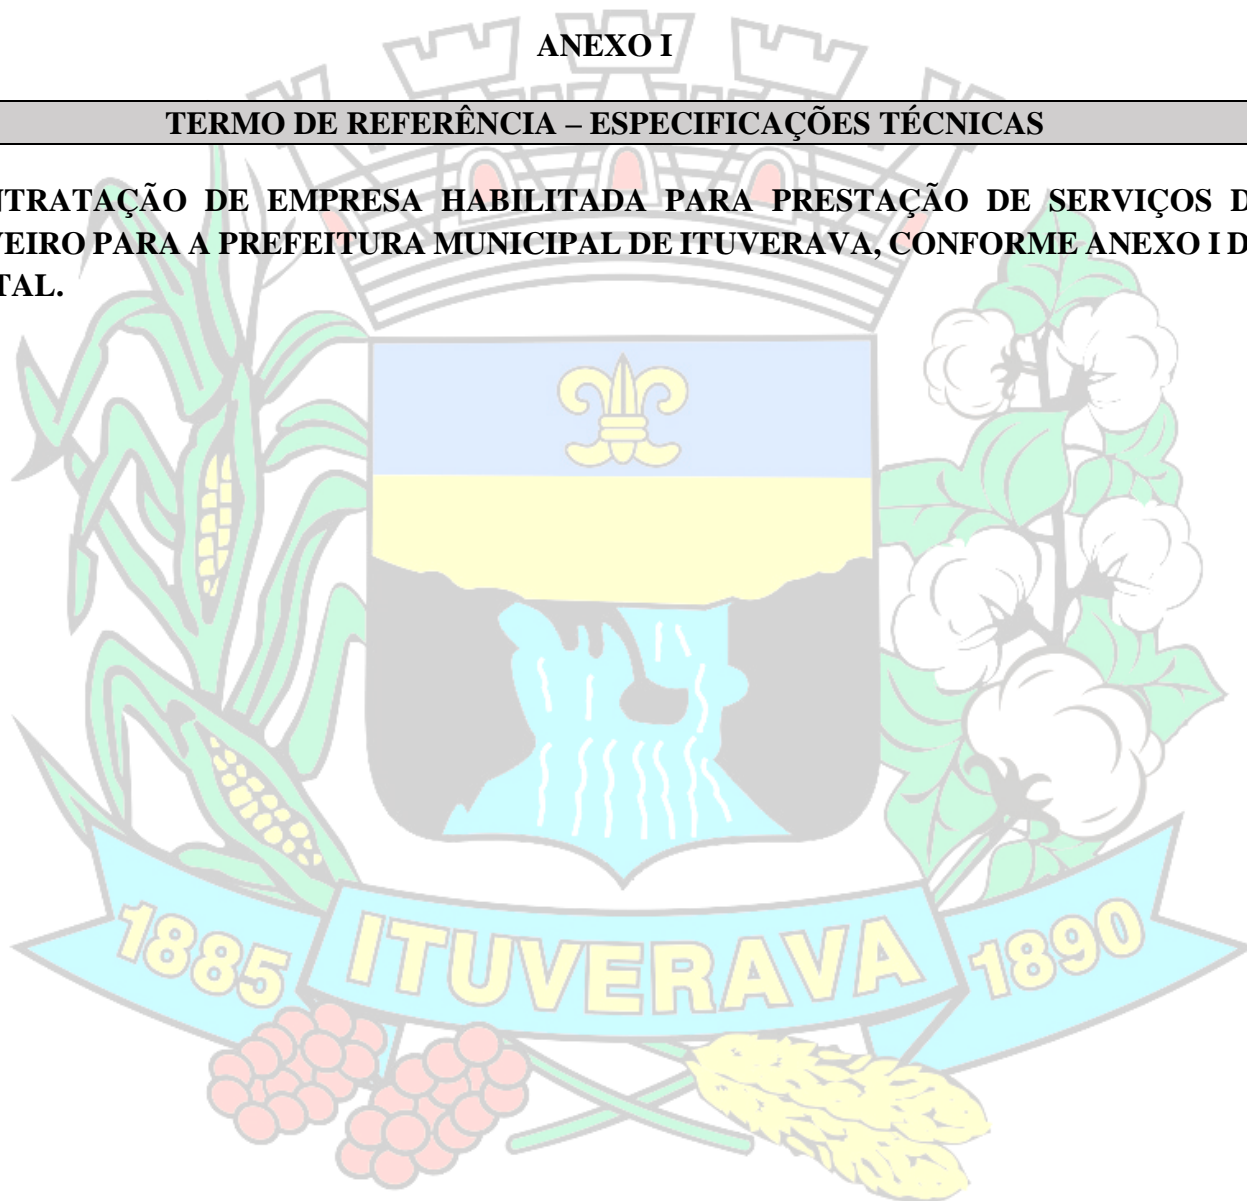 ANEXO I
TERMO DE REFERÊNCIA – ESPECIFICAÇÕES TÉCNICAS
NTRATAÇÃO DE EMPRESA HABILITADA PARA PRESTAÇÃO DE SERVIÇOS D
VEIRO PARA A PREFEITURA MUNICIPAL DE ITUVERAVA, CONFORME ANEXO I D
TAL.
1885 ITUVERAVA 1890